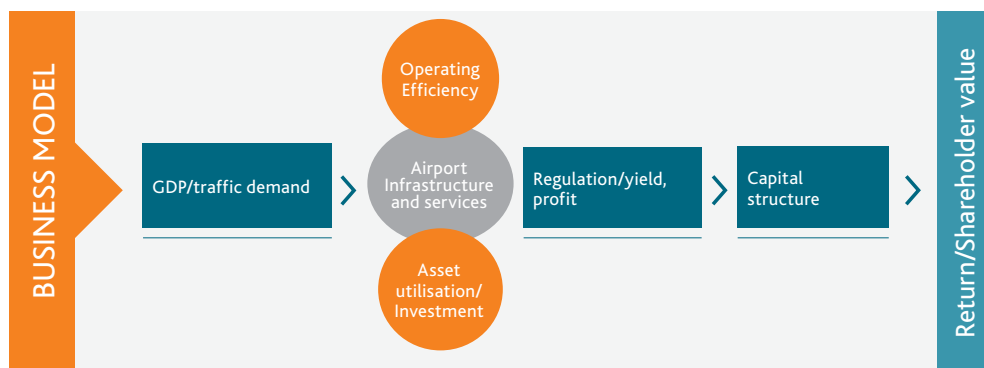 BUSINESS MODEL
GDP/traffic demand
Operating
Efficiency
Airport
Infrastructure
and services
Asset
utilisation/
Investment
Regulation/yield,
profit
Capital
structure
Return/Shareholder value